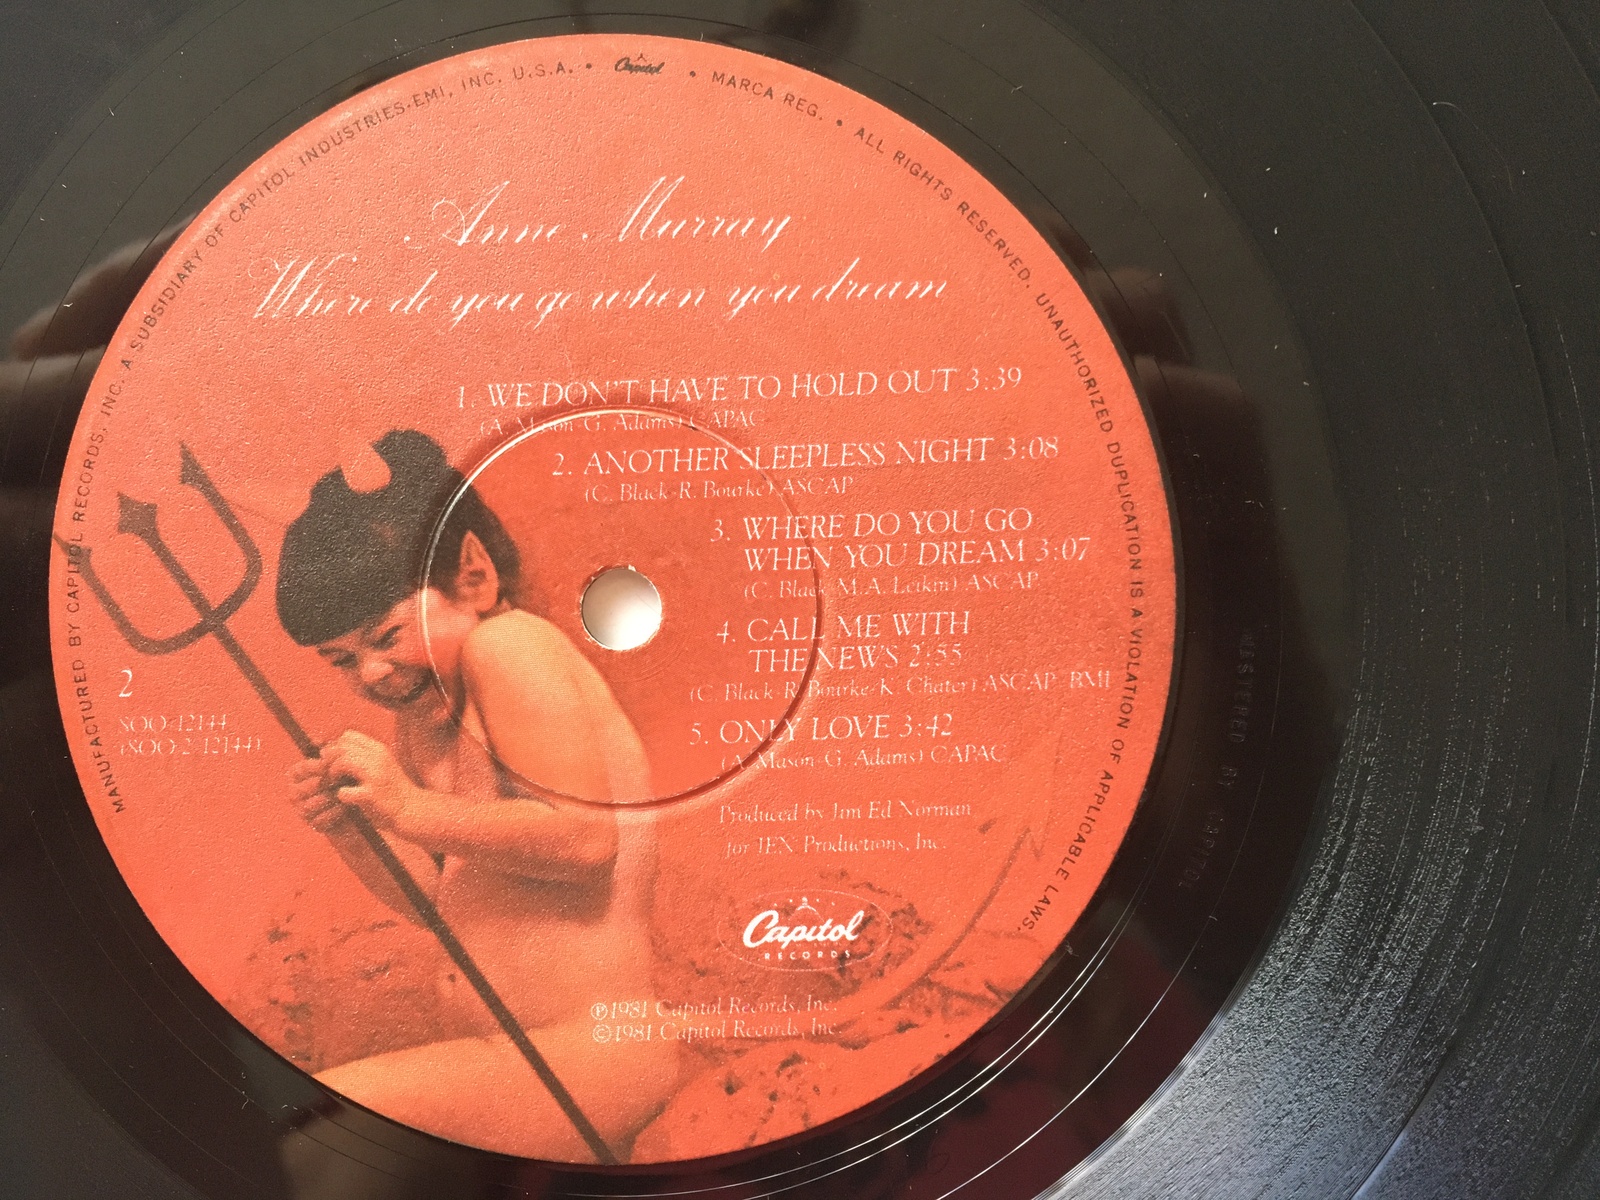 MANUFACTURED BY CAPITOL RECORDS, INC. A SUBSIDIARY OF CAPITOL INDUSTRIES-EMI, INC. U.S.A. • Capitol • MARCA REG. • ALL RIGHTS RESERVED. UNAUTHORIZED DUPLICATION IS A VIOLATION OF APPLICABLE LAWS.
Anne Murray
Where do you go when you dream
1. WE DON'T HAVE TO HOLD OUT 3:39
(A. Mason-G. Adams) CAPAC
2. ANOTHER SLEEPLESS NIGHT 3:08
(C. Black-R. Bourke) ASCAP
3. WHERE DO YOU GO
WHEN YOU DREAM 3:07
(C. Black-M.A. Leikin) ASCAP
4. CALL ME WITH
THE NEWS 2:55
(C. Black-R. Bourke-K. Chater) ASCAP-BMI
5. ONLY LOVE 3:42
(A. Mason-G. Adams) CAPAC
2
SOO-12144
(SOO-2-12144)
Produced by Jim Ed Norman
for JEN Productions, Inc.
Capitol
RECORDS
℗1981 Capitol Records, Inc.
©1981 Capitol Records, Inc.
MASTERED BY CAPITOL